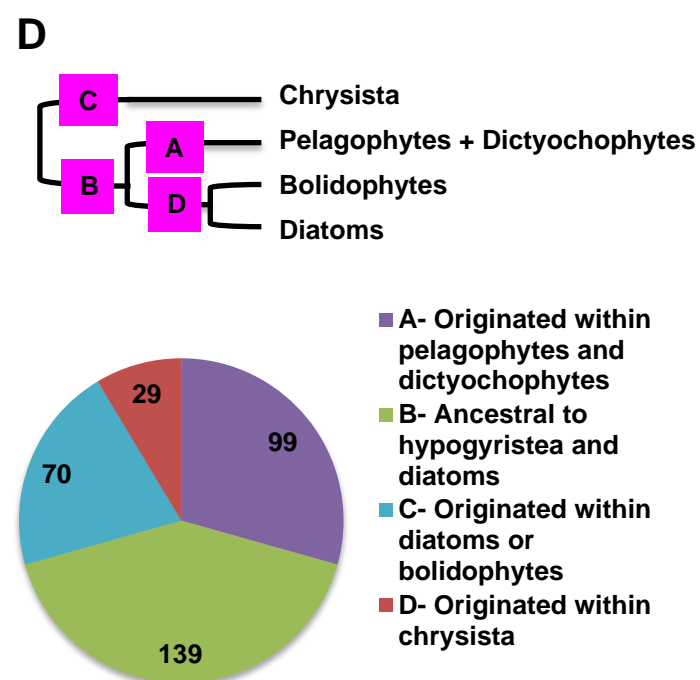 D
C
Chrysista
A
Pelagophytes + Dictyochophytes
B
D
Bolidophytes
Diatoms
A- Originated within
pelagophytes and
dictyochophytes
B- Ancestral to
hypogyristea and
diatoms
C- Originated within
diatoms or
bolidophytes
D- Originated within
chrysista
29
99
70
139